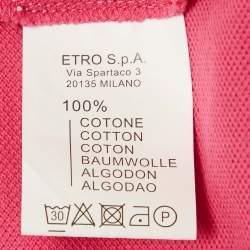 ETRO S.p.A.
Via Spartaco 3
20135 MILANO
100%
COTONE
COTTON
COTON
BAUMWOLLE
ALGODON
ALGODAO
30 P